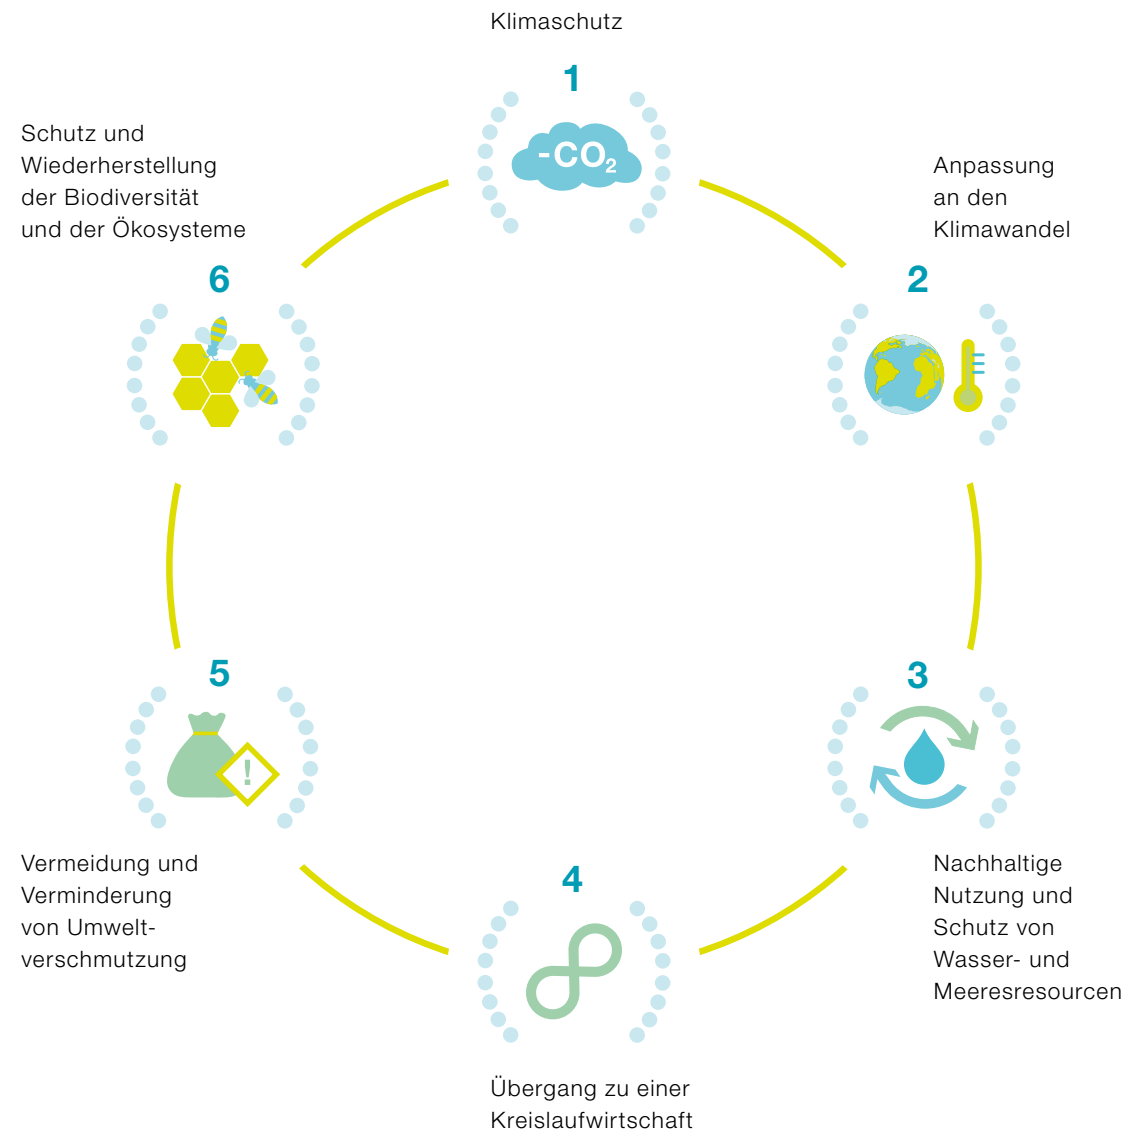 Klimaschutz
1
-CO₂
Anpassung
an den
Klimawandel
2
3
Nachhaltige
Nutzung und
Schutz von
Wasser- und
Meeresresourcen
4
Übergang zu einer
Kreislaufwirtschaft
5
!
Vermeidung und
Verminderung
von Umwelt-
verschmutzung
Schutz und
Wiederherstellung
der Biodiversität
und der Ökosysteme
6